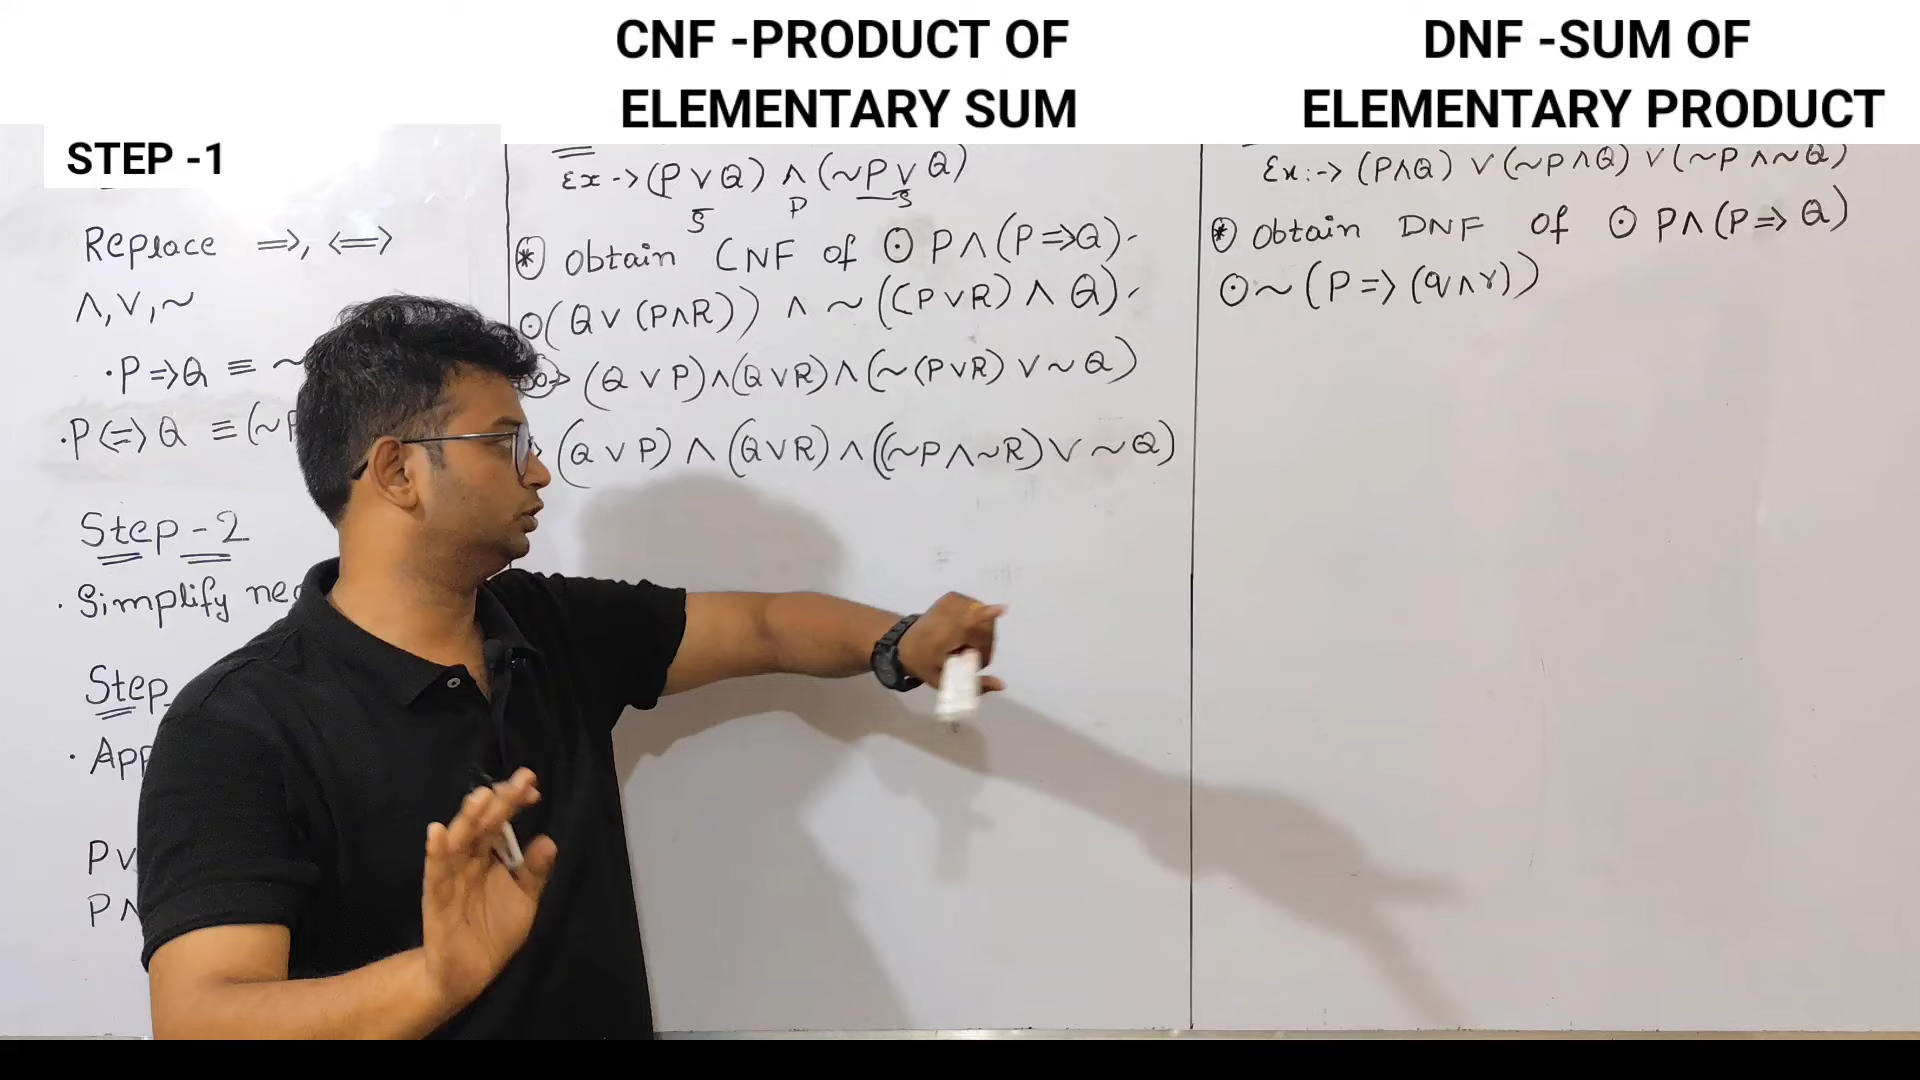 CNF -PRODUCT OF
ELEMENTARY SUM
DNF -SUM OF
ELEMENTARY PRODUCT
STEP -1
Replace ⇒, ⇔
∧, ∨, ~
· P ⇒ Q ≡ ~
· P ⇔ Q ≡ (~P
Step - 2
· Simplify neg
Step
· App
P ∨
P ∧
Ex → (P ∨ Q) ∧ (~P ∨ Q)
S P S
* Obtain CNF of ⊙ P ∧ (P ⇒ Q) ·
⊙ (Q ∨ (P ∧ R)) ∧ ~ ((P ∨ R) ∧ Q) ·
⇒ (Q ∨ P) ∧ (Q ∨ R) ∧ (~ (P ∨ R) ∨ ~ Q)
(Q ∨ P) ∧ (Q ∨ R) ∧ ((~P ∧ ~R) ∨ ~ Q)
Ex :→ (P ∧ Q) ∨ (~P ∧ Q) ∨ (~P ∧ ~Q)
* Obtain DNF of ⊙ P ∧ (P ⇒ Q)
⊙ ~ (P ⇒ (q ∧ r))